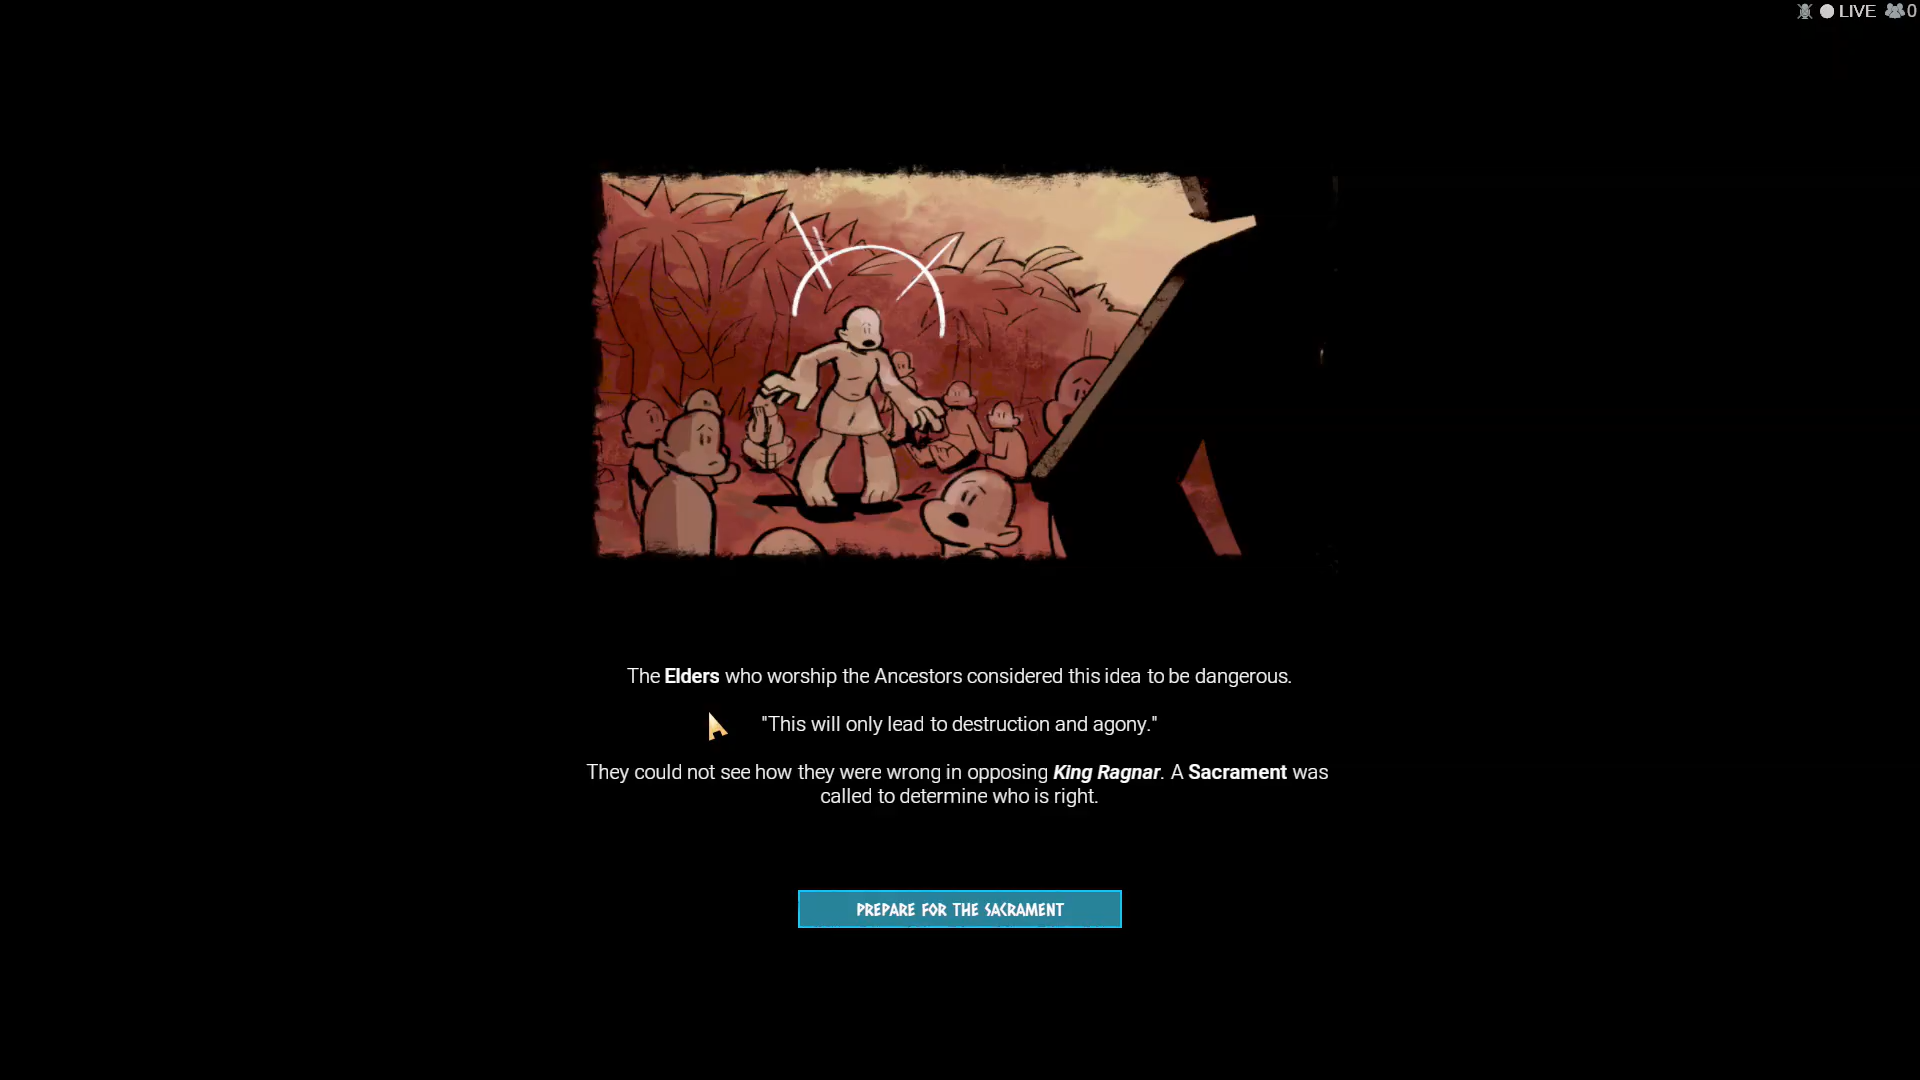 LIVE 0
The Elders who worship the Ancestors considered this idea to be dangerous.
"This will only lead to destruction and agony."
They could not see how they were wrong in opposing King Ragnar. A Sacrament was
called to determine who is right.
PREPARE FOR THE SACRAMENT